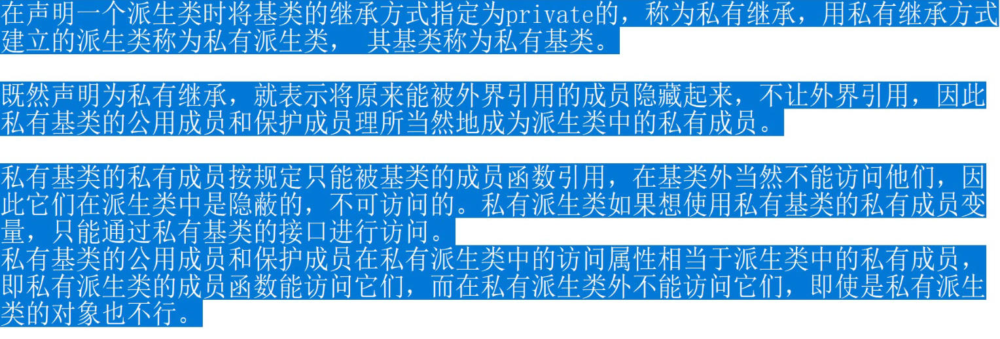 在声明一个派生类时将基类的继承方式指定为private的，称为私有继承，用私有继承方式
建立的派生类称为私有派生类， 其基类称为私有基类。
既然声明为私有继承，就表示将原来能被外界引用的成员隐藏起来，不让外界引用，因此
私有基类的公用成员和保护成员理所当然地成为派生类中的私有成员。
私有基类的私有成员按规定只能被基类的成员函数引用，在基类外当然不能访问他们，因
此它们在派生类中是隐蔽的，不可访问的。私有派生类如果想使用私有基类的私有成员变
量，只能通过私有基类的接口进行访问。
私有基类的公用成员和保护成员在私有派生类中的访问属性相当于派生类中的私有成员，
即私有派生类的成员函数能访问它们，而在私有派生类外不能访问它们，即使是私有派生
类的对象也不行。